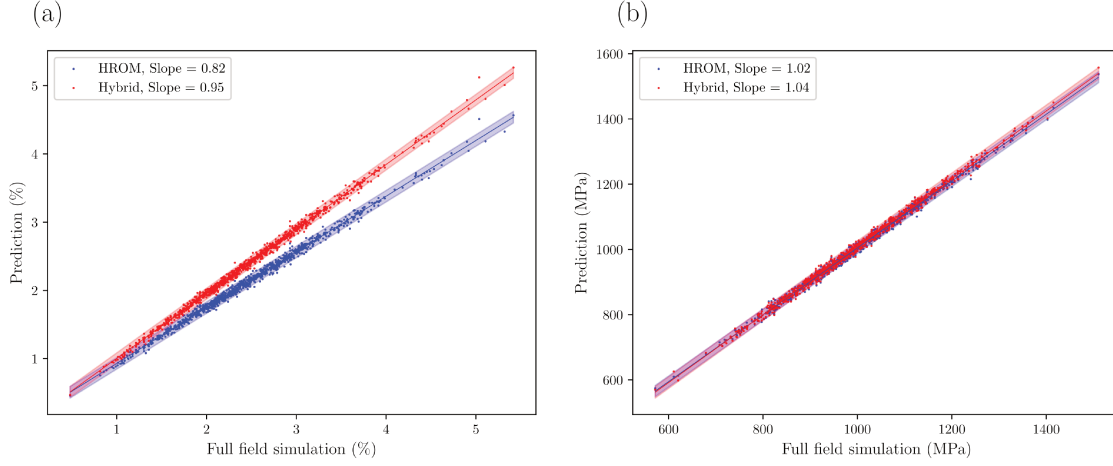 (a)
HROM, Slope = 0.82
Hybrid, Slope = 0.95
5
4
3
2
1
Prediction (%)
1 2 3 4 5
Full field simulation (%)
(b)
1600
HROM, Slope = 1.02
Hybrid, Slope = 1.04
1400
1200
1000
800
600
Prediction (MPa)
600 800 1000 1200 1400
Full field simulation (MPa)